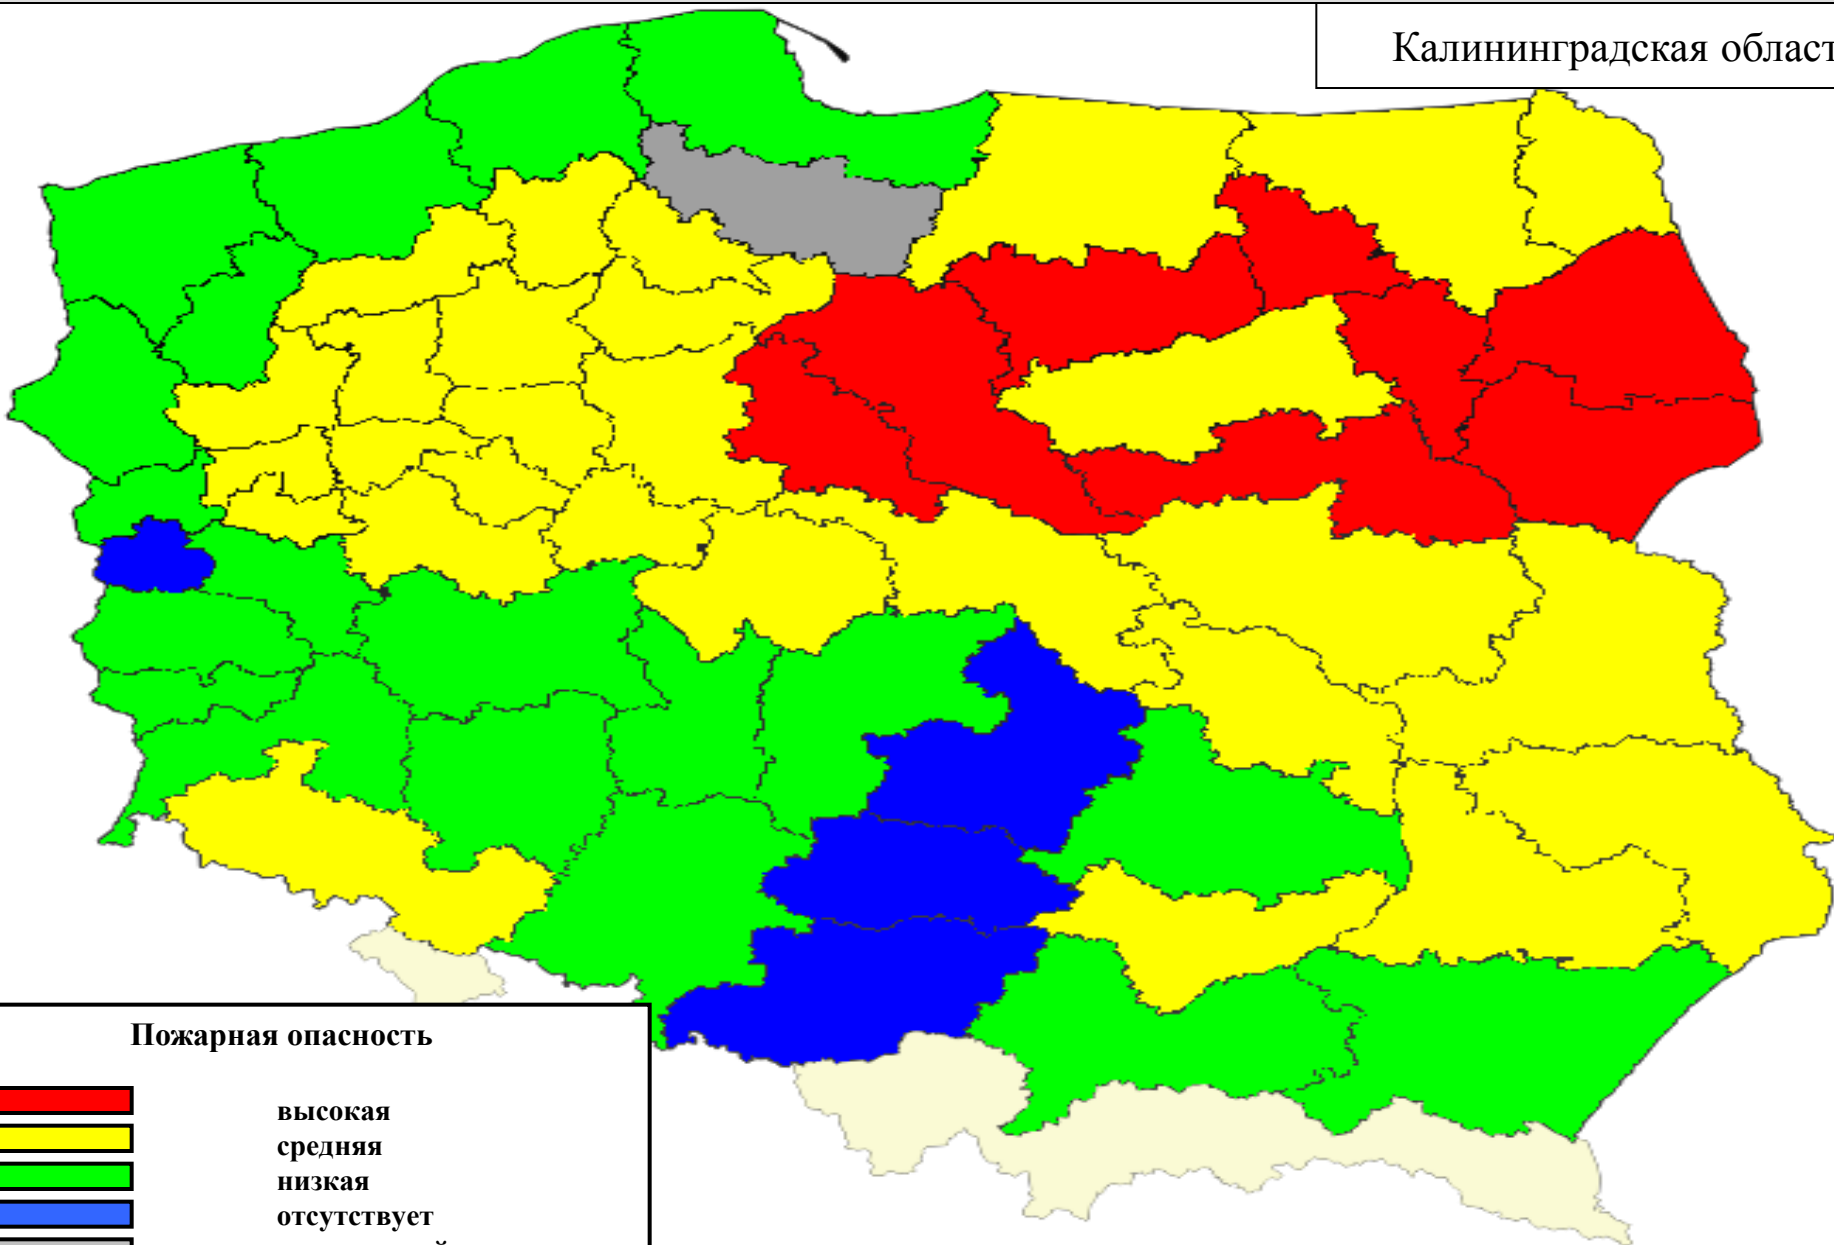 Калининградская област
Пожарная опасность
высокая
средняя
низкая
отсутствует